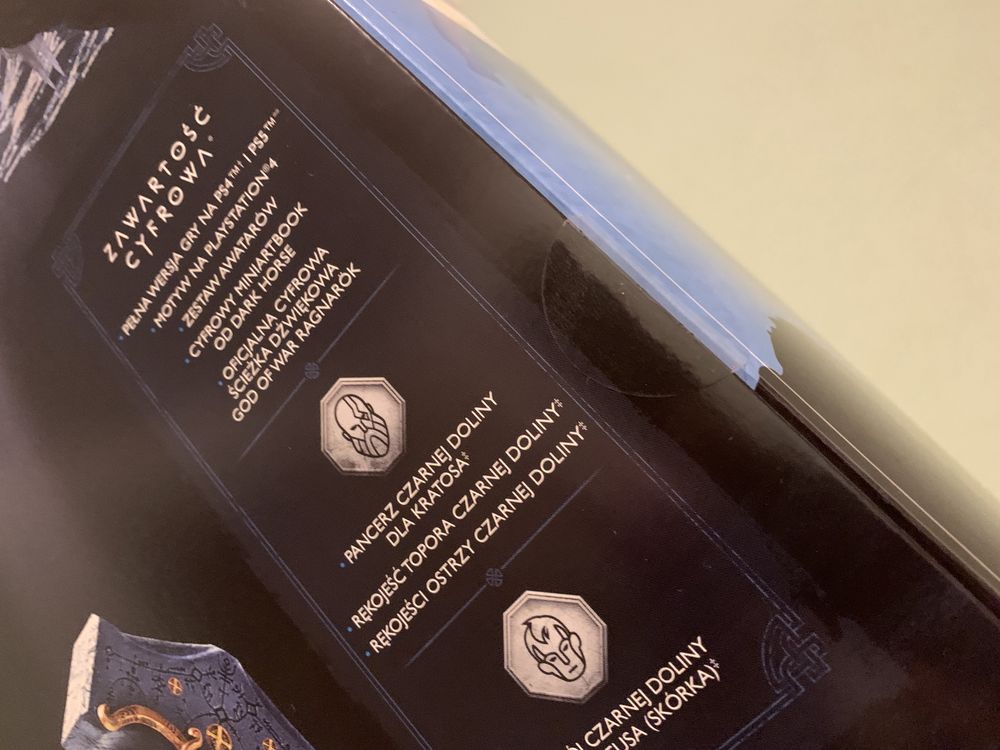 ZAWARTOŚĆ
CYFROWA*
• PEŁNA WERSJA GRY NA PS4™† I PS5™**
• MOTYW NA PLAYSTATION®4
• ZESTAW AWATARÓW
• CYFROWY MINIARTBOOK
OD DARK HORSE
• OFICJALNA CYFROWA
ŚCIEŻKA DŹWIĘKOWA
GOD OF WAR RAGNARÖK
• PANCERZ CZARNEJ DOLINY
DLA KRATOSA‡
• RĘKOJEŚĆ TOPORA CZARNEJ DOLINY‡
• RĘKOJEŚCI OSTRZY CZARNEJ DOLINY‡
CZARNEJ DOLINY
(SKÓRKA)‡